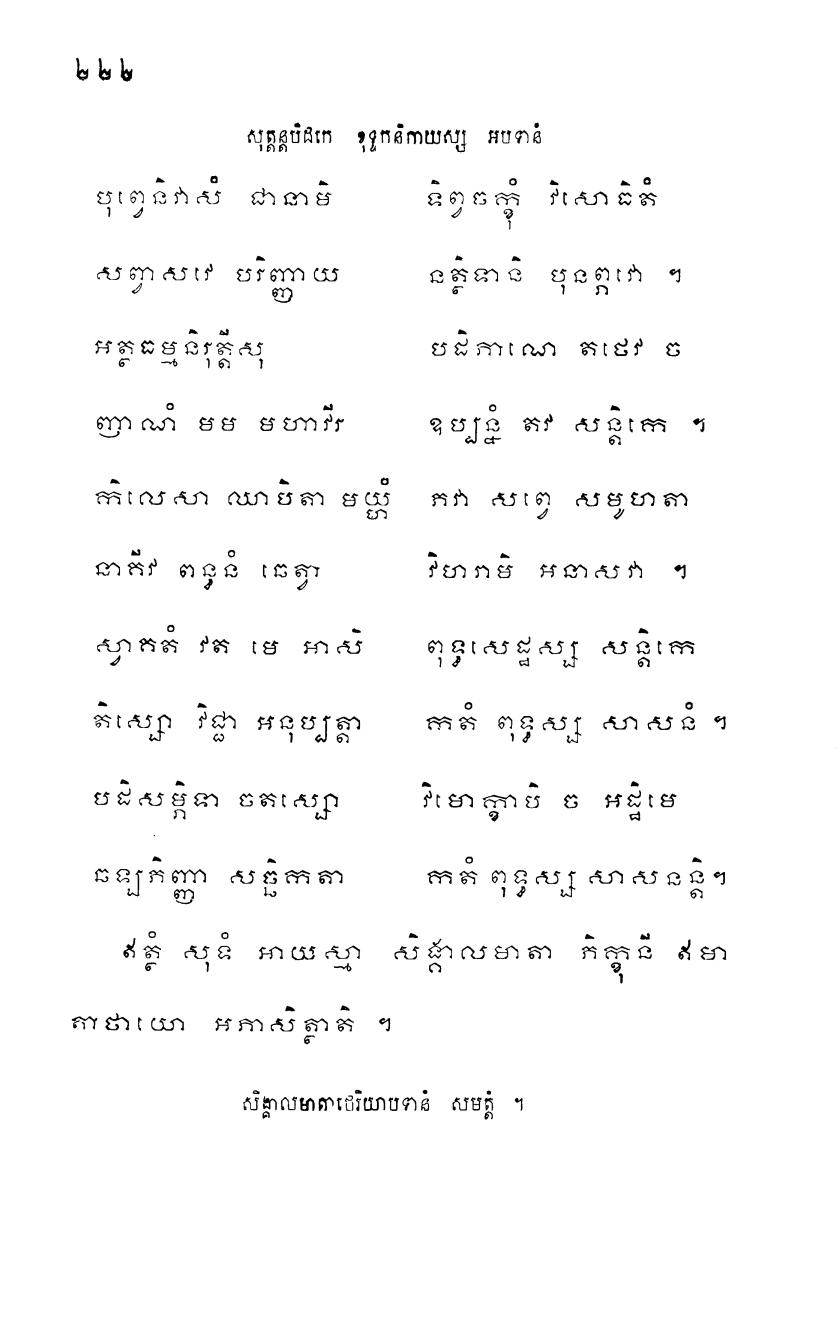 ២២២
សុត្តន្តបិដកេ ខុទ្ទកនិកាយស្ស អបទានំ
បុព្វេនិវាសំ ជានាមិ ទិព្វចក្ខុំ វិសោធិតំ
សព្វាសវេ បរិញ្ញាយ នត្ថិទានិ បុនព្ភវោ ។
អត្ថធម្មនិរុត្តីសុ បដិភាណេ តថេវ ច
ញាណំ មម មហាវីរ ឧប្បន្នំ តវ សន្តិកេ ។
កិលេសា ឈាបិតា មយ្ហំ ភវា សព្វេ សមូហតា
នាគីវ ពន្ធនំ ឆេត្វា វិហរាមិ អនាសវា ។
ស្វាគតំ វត មេ អាសិ ពុទ្ធសេដ្ឋស្ស សន្តិកេ
តិស្សោ វិជ្ជា អនុប្បត្តា កតំ ពុទ្ធស្ស សាសនំ ។
បដិសម្ភិទា ចតស្សោ វិមោក្ខាបិ ច អដ្ឋិមេ
ឆឡភិញ្ញា សច្ឆិកតា កតំ ពុទ្ធស្ស សាសនន្តិ។
ឥត្ថំ សុទំ អាយស្មា សិង្គាលមាតា ភិក្ខុនី ឥមា
គាថាយោ អភាសិត្ថាតិ ។
សិង្គាលមាតាថេរិយាបទានំ សមត្តំ ។